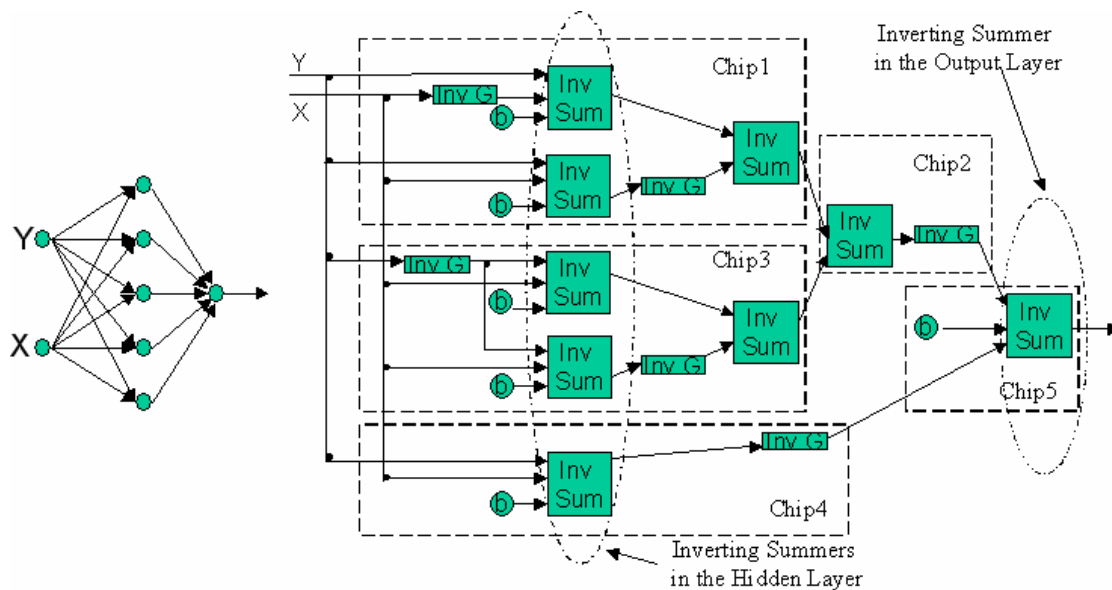 Y
X
Y
X
Inv G
b
Inv
Sum
Chip1
Inv
Sum
b
Inv
Sum
Inv G
Inverting Summer
in the Output Layer
Chip2
Inv
Sum
Inv G
Chip3
Inv G
b
Inv
Sum
Inv
Sum
b
Inv
Sum
Inv G
b
Inv
Sum
Chip5
Inv G
b
Inv
Sum
Chip4
Inverting Summers
in the Hidden Layer